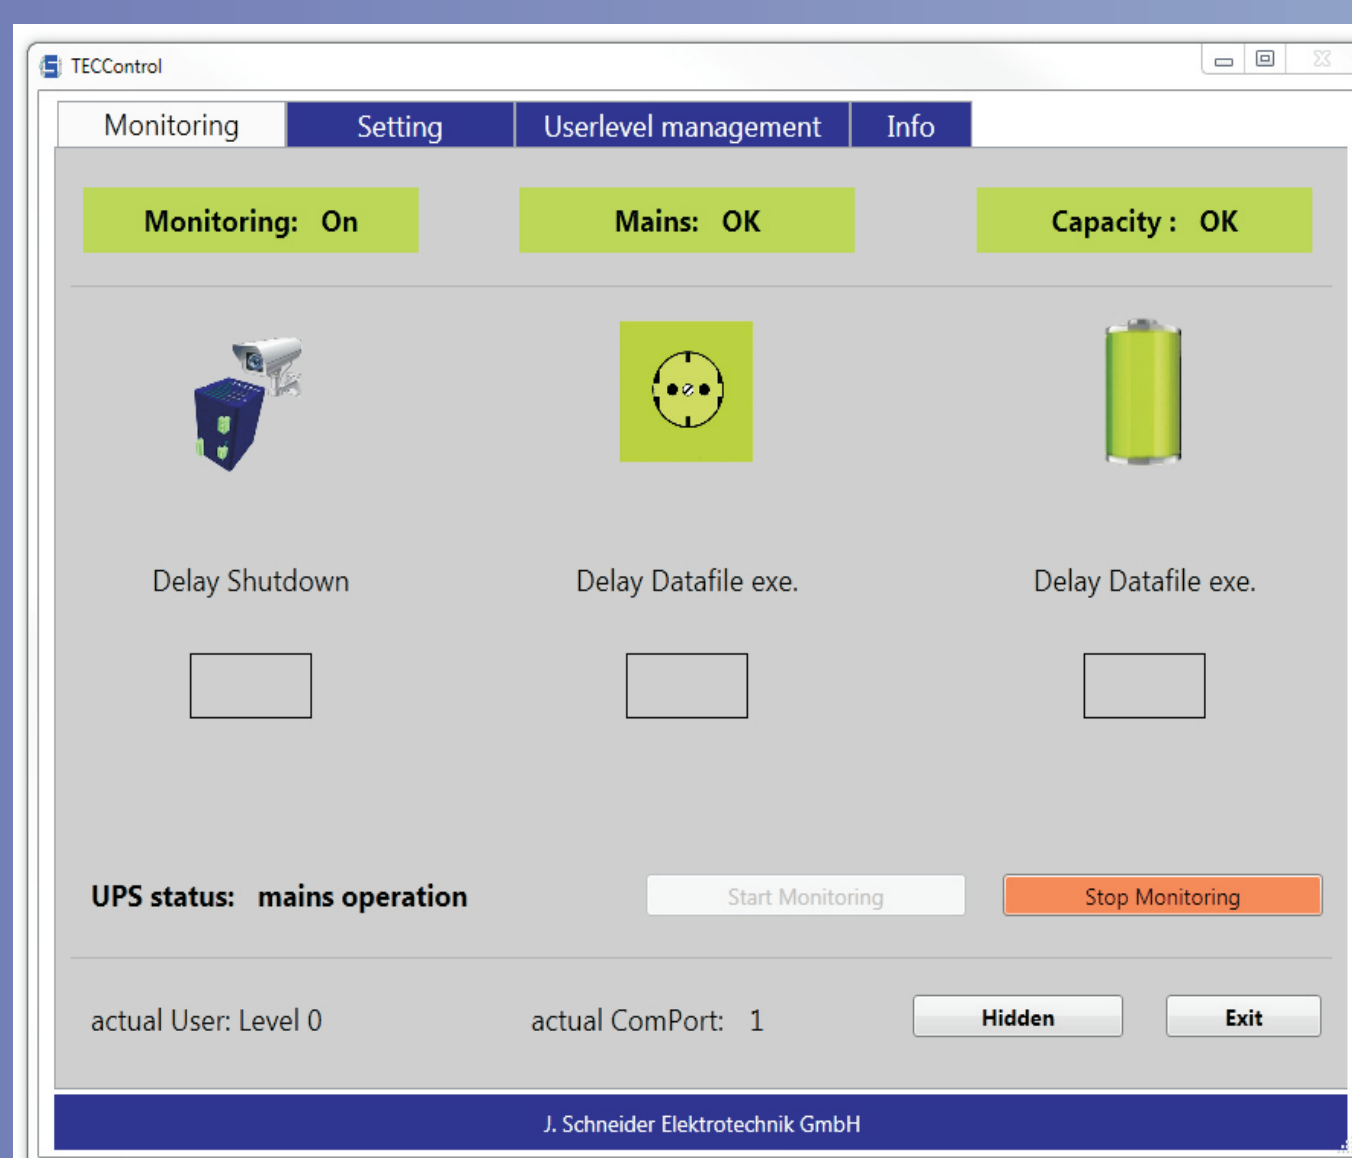 TECControl
Monitoring Setting Userlevel management Info
Monitoring: On Mains: OK Capacity : OK
Delay Shutdown Delay Datafile exe. Delay Datafile exe.
UPS status: mains operation Start Monitoring Stop Monitoring
actual User: Level 0 actual ComPort: 1 Hidden Exit
J. Schneider Elektrotechnik GmbH